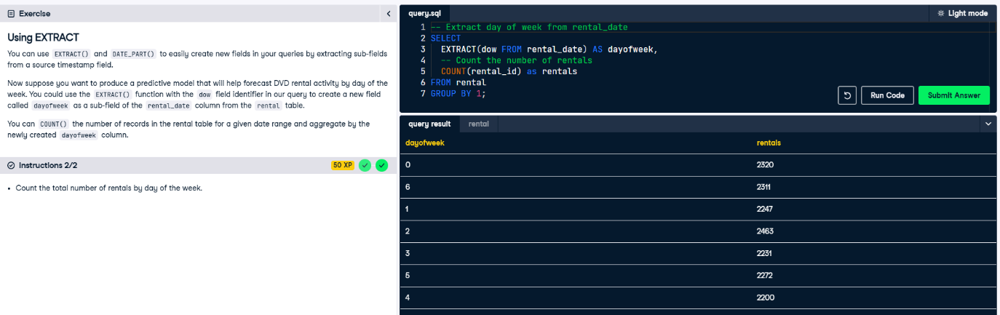 Exercise
Using EXTRACT
You can use EXTRACT() and DATE_PART() to easily create new fields in your queries by extracting sub-fields
from a source timestamp field.
Now suppose you want to produce a predictive model that will help forecast DVD rental activity by day of the
week. You could use the EXTRACT() function with the dow field identifier in our query to create a new field
called dayofweek as a sub-field of the rental_date column from the rental table.
You can COUNT() the number of records in the rental table for a given date range and aggregate by the
newly created dayofweek column.
Instructions 2/2
50 XP
• Count the total number of rentals by day of the week.
query.sql
Light mode
1 -- Extract day of week from rental_date
2 SELECT
3 EXTRACT(dow FROM rental_date) AS dayofweek,
4 -- Count the number of rentals
5 COUNT(rental_id) as rentals
6 FROM rental
7 GROUP BY 1;
Run Code
Submit Answer
query result
rental
dayofweek rentals
0 2320
6 2311
1 2247
2 2463
3 2231
5 2272
4 2200